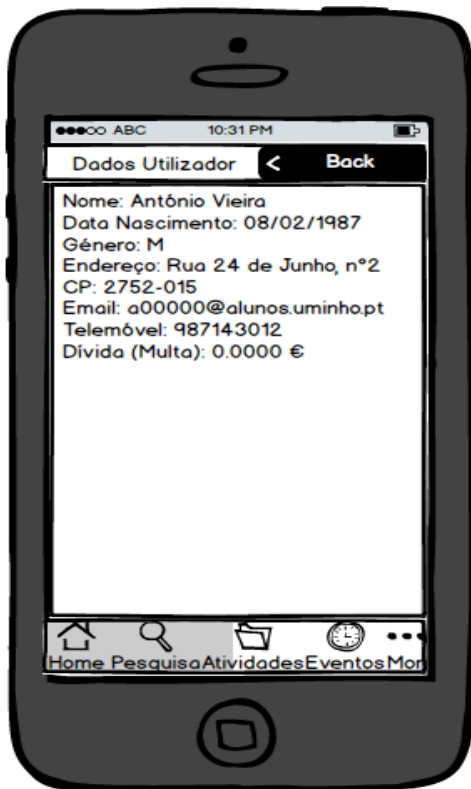 ABC 10:31 PM
Dados Utilizador < Back
Nome: António Vieira
Data Nascimento: 08/02/1987
Género: M
Endereço: Rua 24 de Junho, nº2
CP: 2752-015
Email: a00000@alunos.uminho.pt
Telemóvel: 987143012
Dívida (Multa): 0.0000 €
Home Pesquisa Atividades Eventos Mor